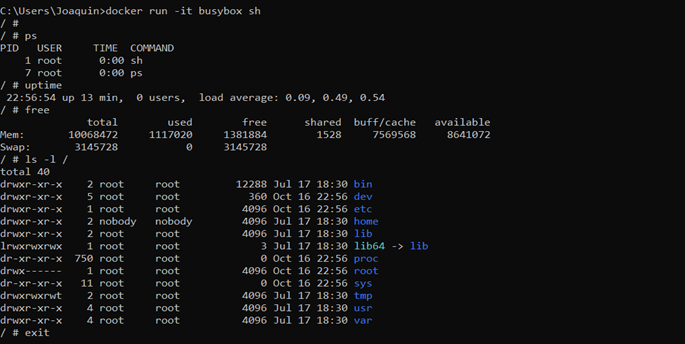 C:\Users\Joaquin>docker run -it busybox sh
/ #
/ # ps
PID   USER     TIME  COMMAND
    1 root      0:00 sh
    7 root      0:00 ps
/ # uptime
 22:56:54 up 13 min,  0 users,  load average: 0.09, 0.49, 0.54
/ # free
              total        used        free      shared  buff/cache   available
Mem:       10068472     1117020     1381884        1528     7569568     8641072
Swap:       3145728           0     3145728
/ # ls -l /
total 40
drwxr-xr-x    2 root     root         12288 Jul 17 18:30 bin
drwxr-xr-x    5 root     root           360 Oct 16 22:56 dev
drwxr-xr-x    1 root     root          4096 Oct 16 22:56 etc
drwxr-xr-x    2 nobody   nobody        4096 Jul 17 18:30 home
drwxr-xr-x    2 root     root          4096 Jul 17 18:30 lib
lrwxrwxrwx    1 root     root             3 Jul 17 18:30 lib64 -> lib
dr-xr-xr-x  750 root     root             0 Oct 16 22:56 proc
drwx------    1 root     root          4096 Oct 16 22:56 root
dr-xr-xr-x   11 root     root             0 Oct 16 22:56 sys
drwxrwxrwt    2 root     root          4096 Jul 17 18:30 tmp
drwxr-xr-x    4 root     root          4096 Jul 17 18:30 usr
drwxr-xr-x    4 root     root          4096 Jul 17 18:30 var
/ # exit